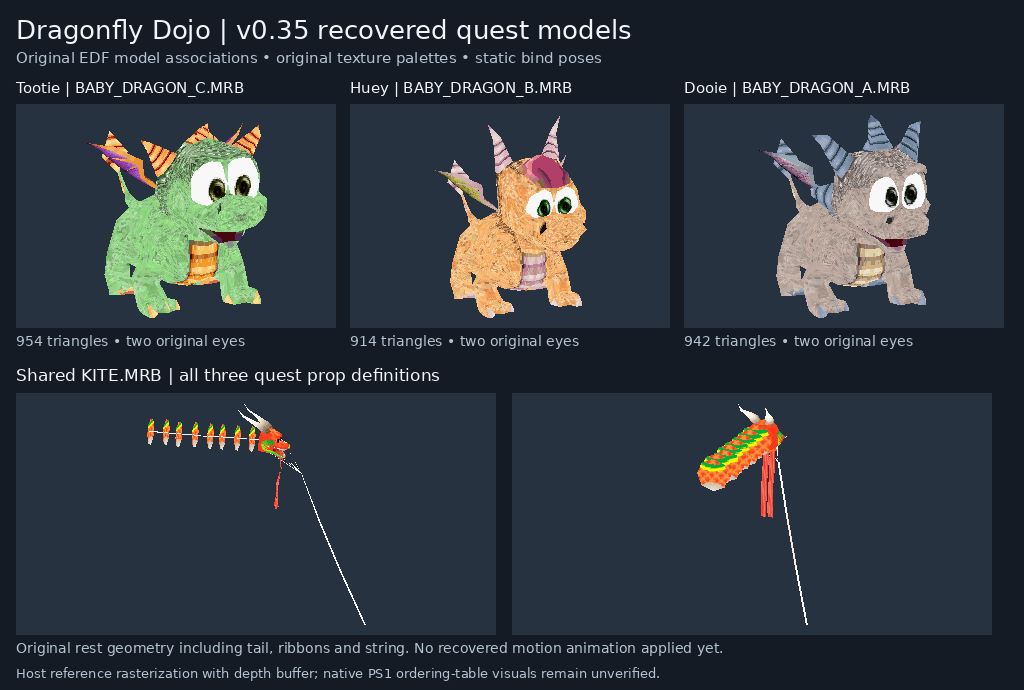 Dragonfly Dojo | v0.35 recovered quest models
Original EDF model associations • original texture palettes • static bind poses
Tootie | BABY_DRAGON_C.MRB
Huey | BABY_DRAGON_B.MRB
Dooie | BABY_DRAGON_A.MRB
954 triangles • two original eyes
914 triangles • two original eyes
942 triangles • two original eyes
Shared KITE.MRB | all three quest prop definitions
Original rest geometry including tail, ribbons and string. No recovered motion animation applied yet.
Host reference rasterization with depth buffer; native PS1 ordering-table visuals remain unverified.